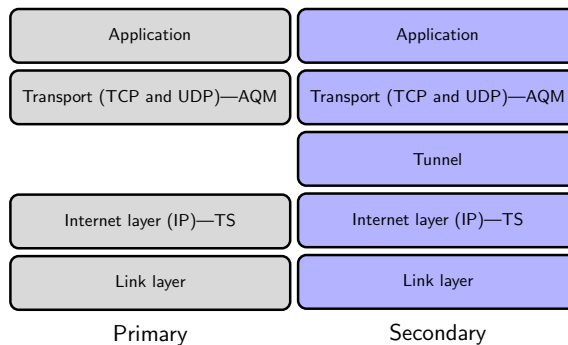 Application
Application
Transport (TCP and UDP)—AQM
Transport (TCP and UDP)—AQM
Tunnel
Internet layer (IP)—TS
Internet layer (IP)—TS
Link layer
Link layer
Primary
Secondary